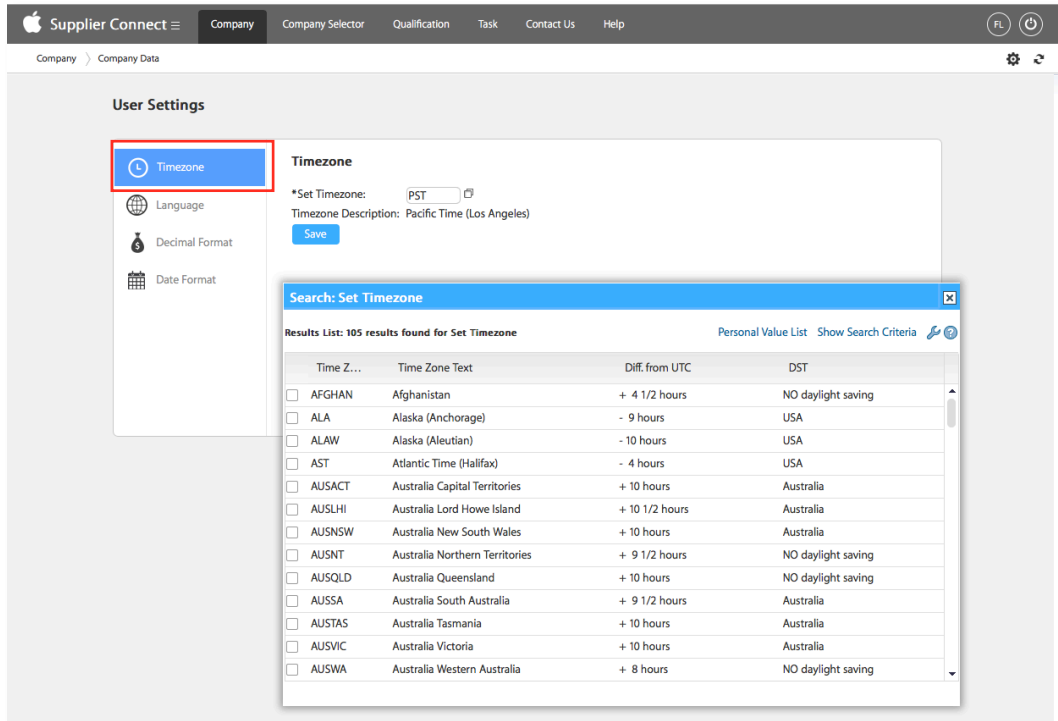 Supplier Connect Company Company Selector Qualification Task Contact Us Help FL
Company Company Data
User Settings
Timezone
Language
Decimal Format
Date Format
Timezone
*Set Timezone: PST
Timezone Description: Pacific Time (Los Angeles)
Save
Search: Set Timezone
Results List: 105 results found for Set Timezone Personal Value List Show Search Criteria
Time Z... Time Zone Text Diff. from UTC DST
AFGHAN Afghanistan + 4 1/2 hours NO daylight saving
ALA Alaska (Anchorage) - 9 hours USA
ALAW Alaska (Aleutian) - 10 hours USA
AST Atlantic Time (Halifax) - 4 hours USA
AUSACT Australia Capital Territories + 10 hours Australia
AUSLHI Australia Lord Howe Island + 10 1/2 hours Australia
AUSNSW Australia New South Wales + 10 hours Australia
AUSNT Australia Northern Territories + 9 1/2 hours NO daylight saving
AUSQLD Australia Queensland + 10 hours NO daylight saving
AUSSA Australia South Australia + 9 1/2 hours Australia
AUSTAS Australia Tasmania + 10 hours Australia
AUSVIC Australia Victoria + 10 hours Australia
AUSWA Australia Western Australia + 8 hours NO daylight saving